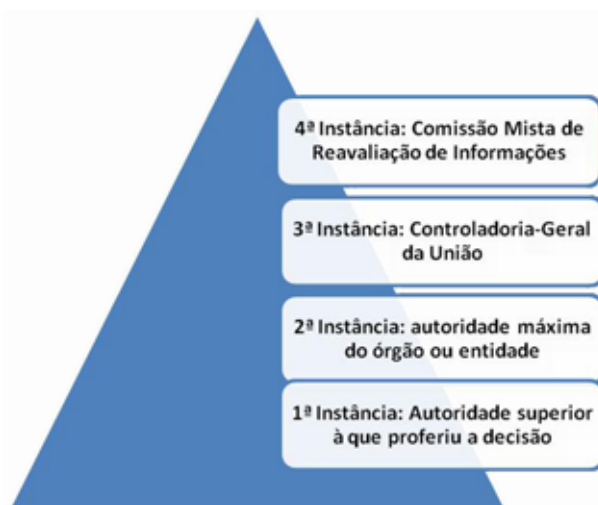 4ª Instância: Comissão Mista de
Reavaliação de Informações
3ª Instância: Controladoria-Geral
da União
2ª Instância: autoridade máxima
do órgão ou entidade
1ª Instância: Autoridade superior
à que proferiu a decisão